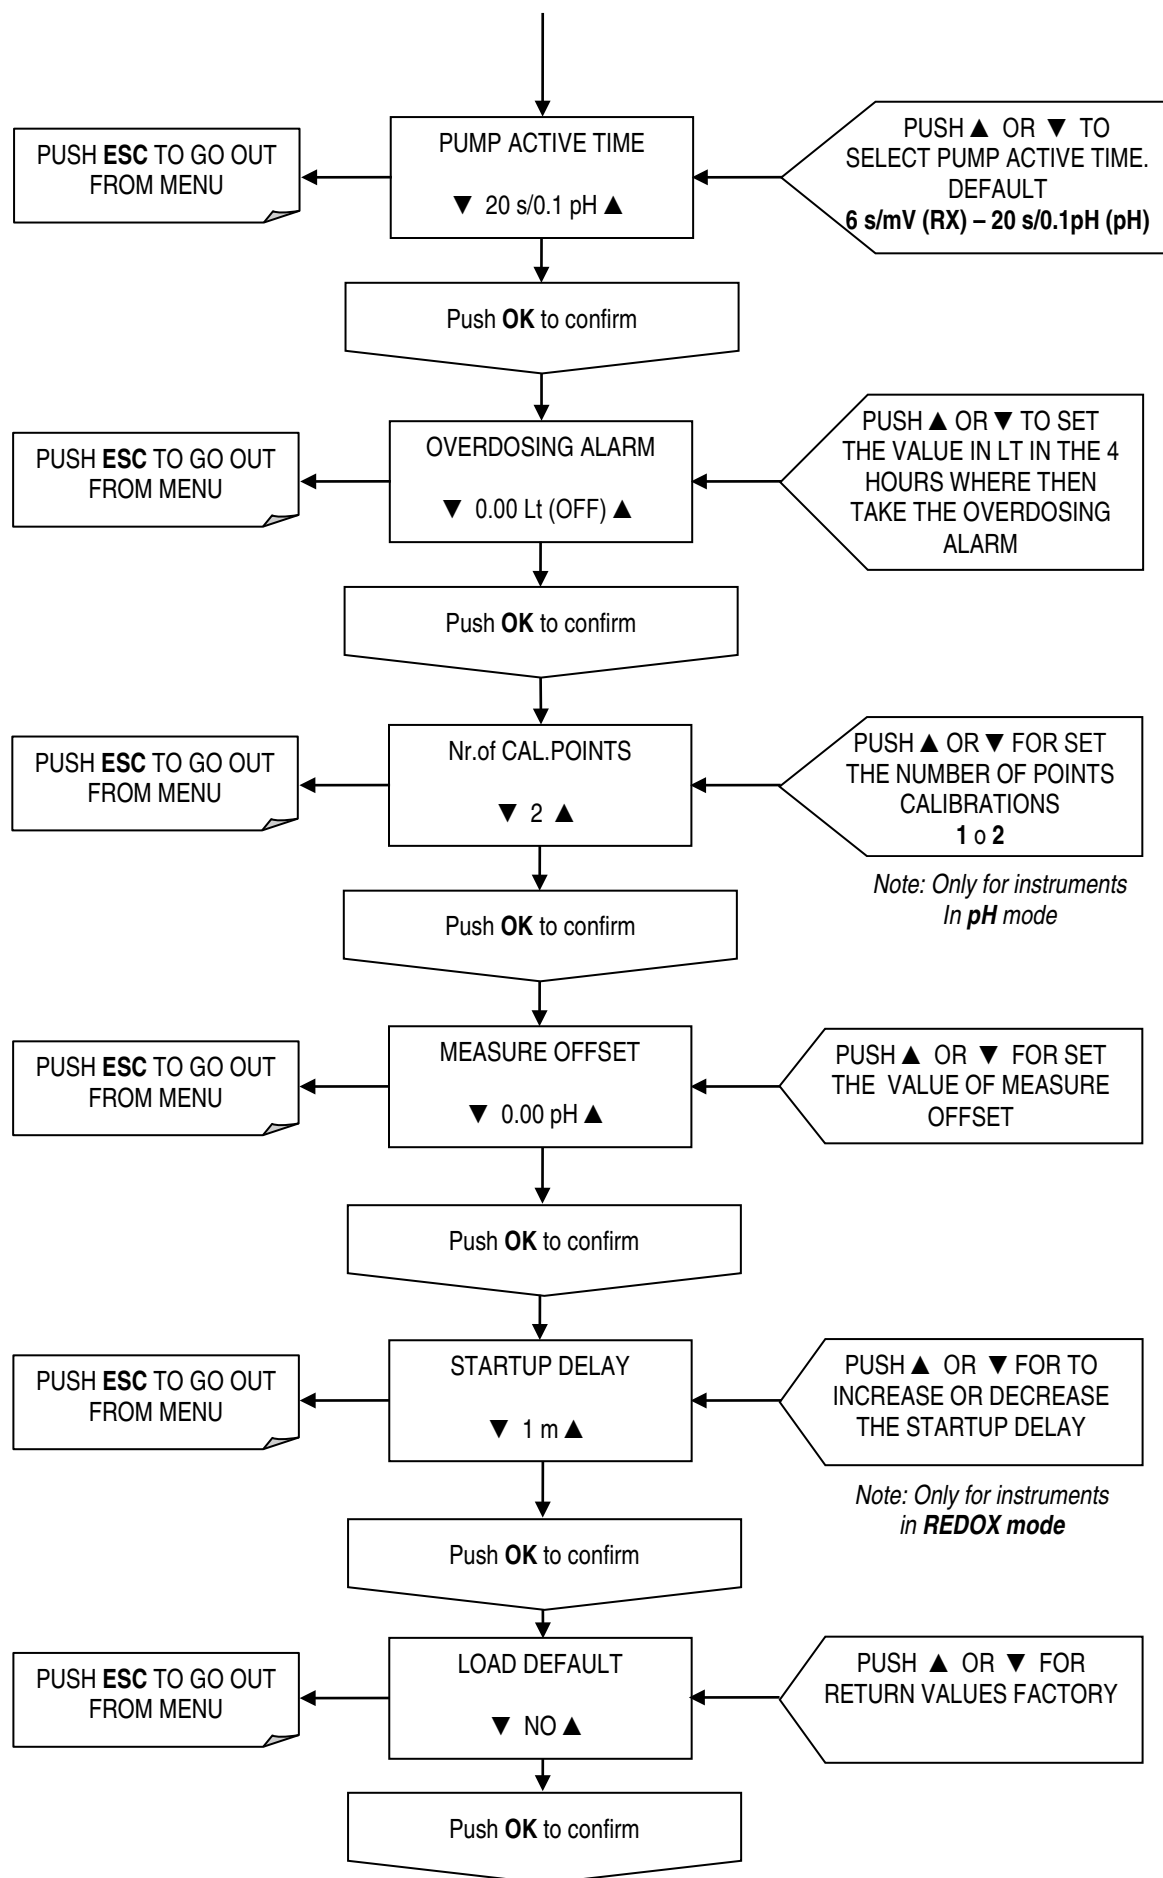 PUSH ESC TO GO OUT
FROM MENU
PUMP ACTIVE TIME
▼ 20 s/0.1 pH ▲
PUSH ▲ OR ▼ TO
SELECT PUMP ACTIVE TIME.
DEFAULT
6 s/mV (RX) – 20 s/0.1pH (pH)
Push OK to confirm
PUSH ESC TO GO OUT
FROM MENU
OVERDOSING ALARM
▼ 0.00 Lt (OFF) ▲
PUSH ▲ OR ▼ TO SET
THE VALUE IN LT IN THE 4
HOURS WHERE THEN
TAKE THE OVERDOSING
ALARM
Push OK to confirm
PUSH ESC TO GO OUT
FROM MENU
Nr.of CAL.POINTS
▼ 2 ▲
PUSH ▲ OR ▼ FOR SET
THE NUMBER OF POINTS
CALIBRATIONS
1 o 2
Note: Only for instruments
In pH mode
Push OK to confirm
PUSH ESC TO GO OUT
FROM MENU
MEASURE OFFSET
▼ 0.00 pH ▲
PUSH ▲ OR ▼ FOR SET
THE VALUE OF MEASURE
OFFSET
Push OK to confirm
PUSH ESC TO GO OUT
FROM MENU
STARTUP DELAY
▼ 1 m ▲
PUSH ▲ OR ▼ FOR TO
INCREASE OR DECREASE
THE STARTUP DELAY
Note: Only for instruments
in REDOX mode
Push OK to confirm
PUSH ESC TO GO OUT
FROM MENU
LOAD DEFAULT
▼ NO ▲
PUSH ▲ OR ▼ FOR
RETURN VALUES FACTORY
Push OK to confirm